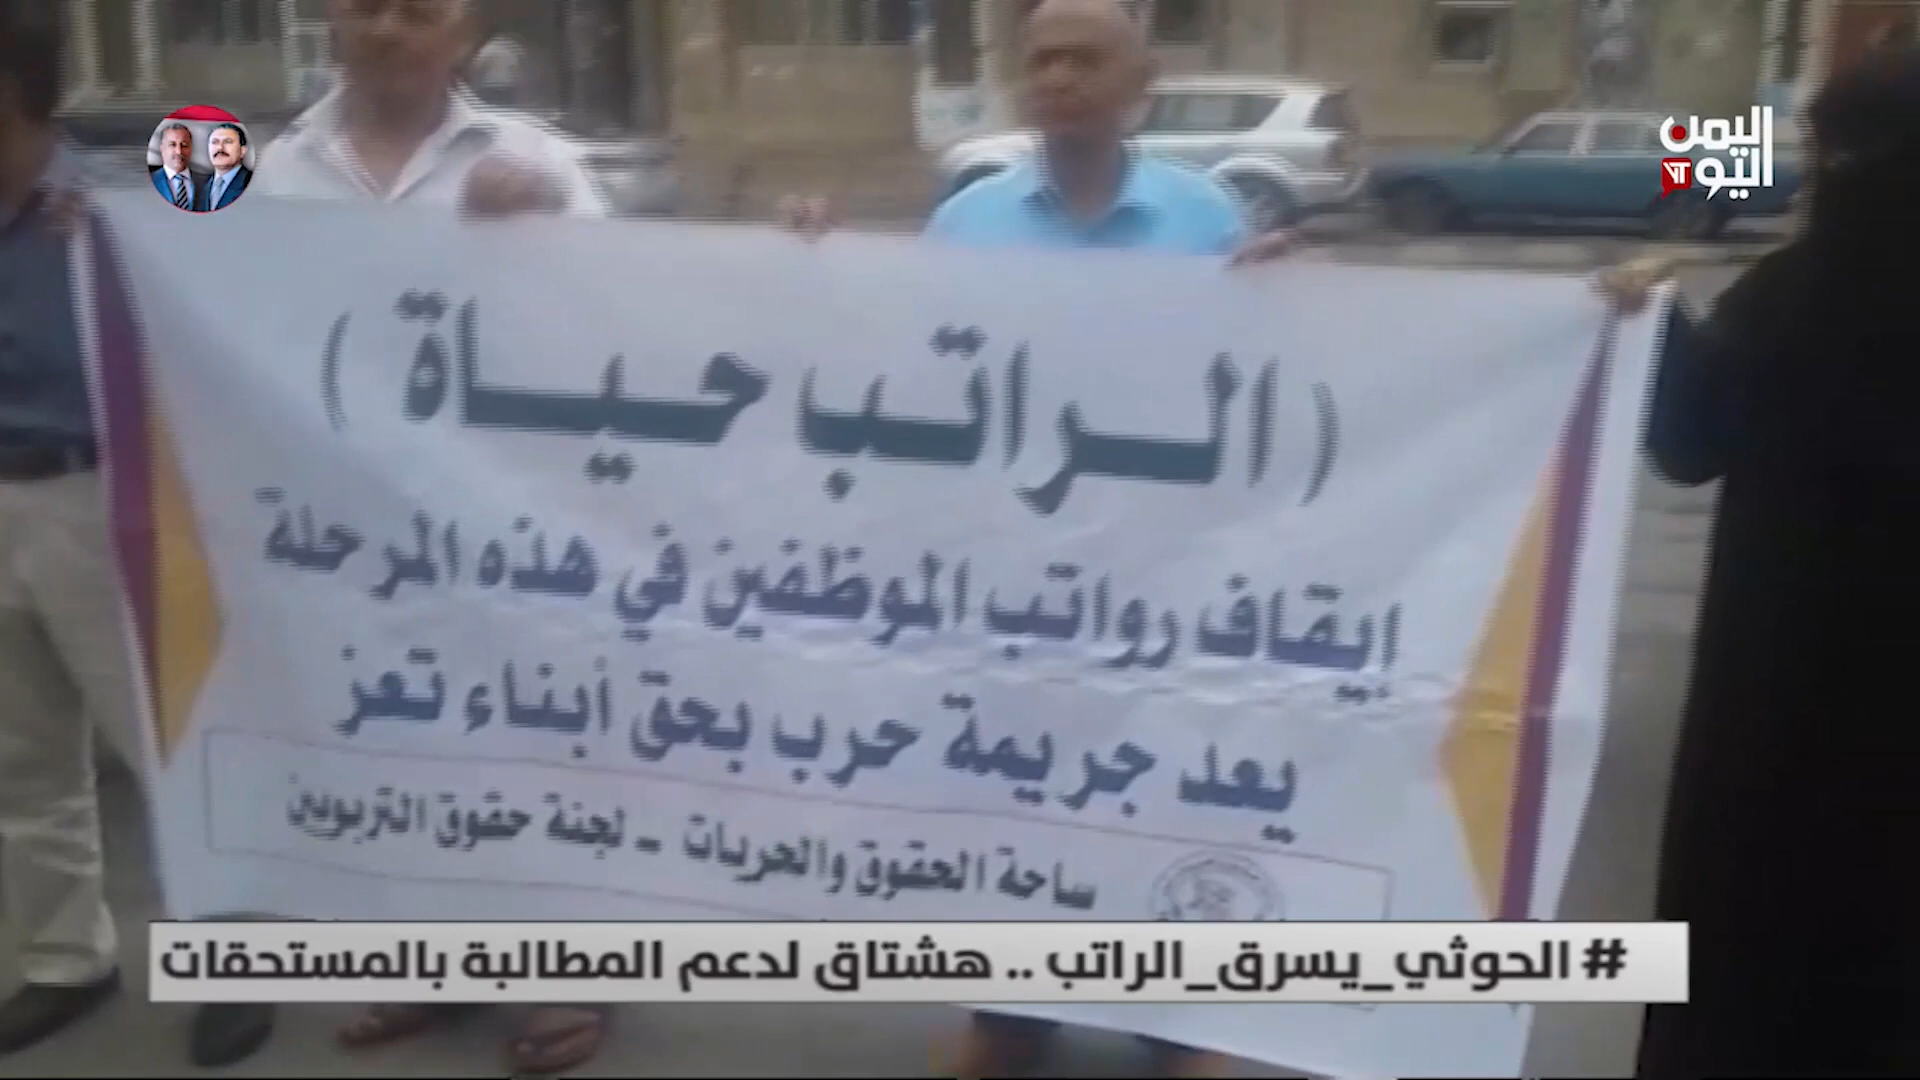 اليمن
اليوم
(الراتب حياة)
إيقاف رواتب الموظفين في هذه المرحلة
يعد جريمة حرب بحق أبناء تعز
ساحة الحقوق والحريات - لجنة حقوق التربويين
#الحوثي_يسرق_الراتب .. هشتاق لدعم المطالبة بالمستحقات